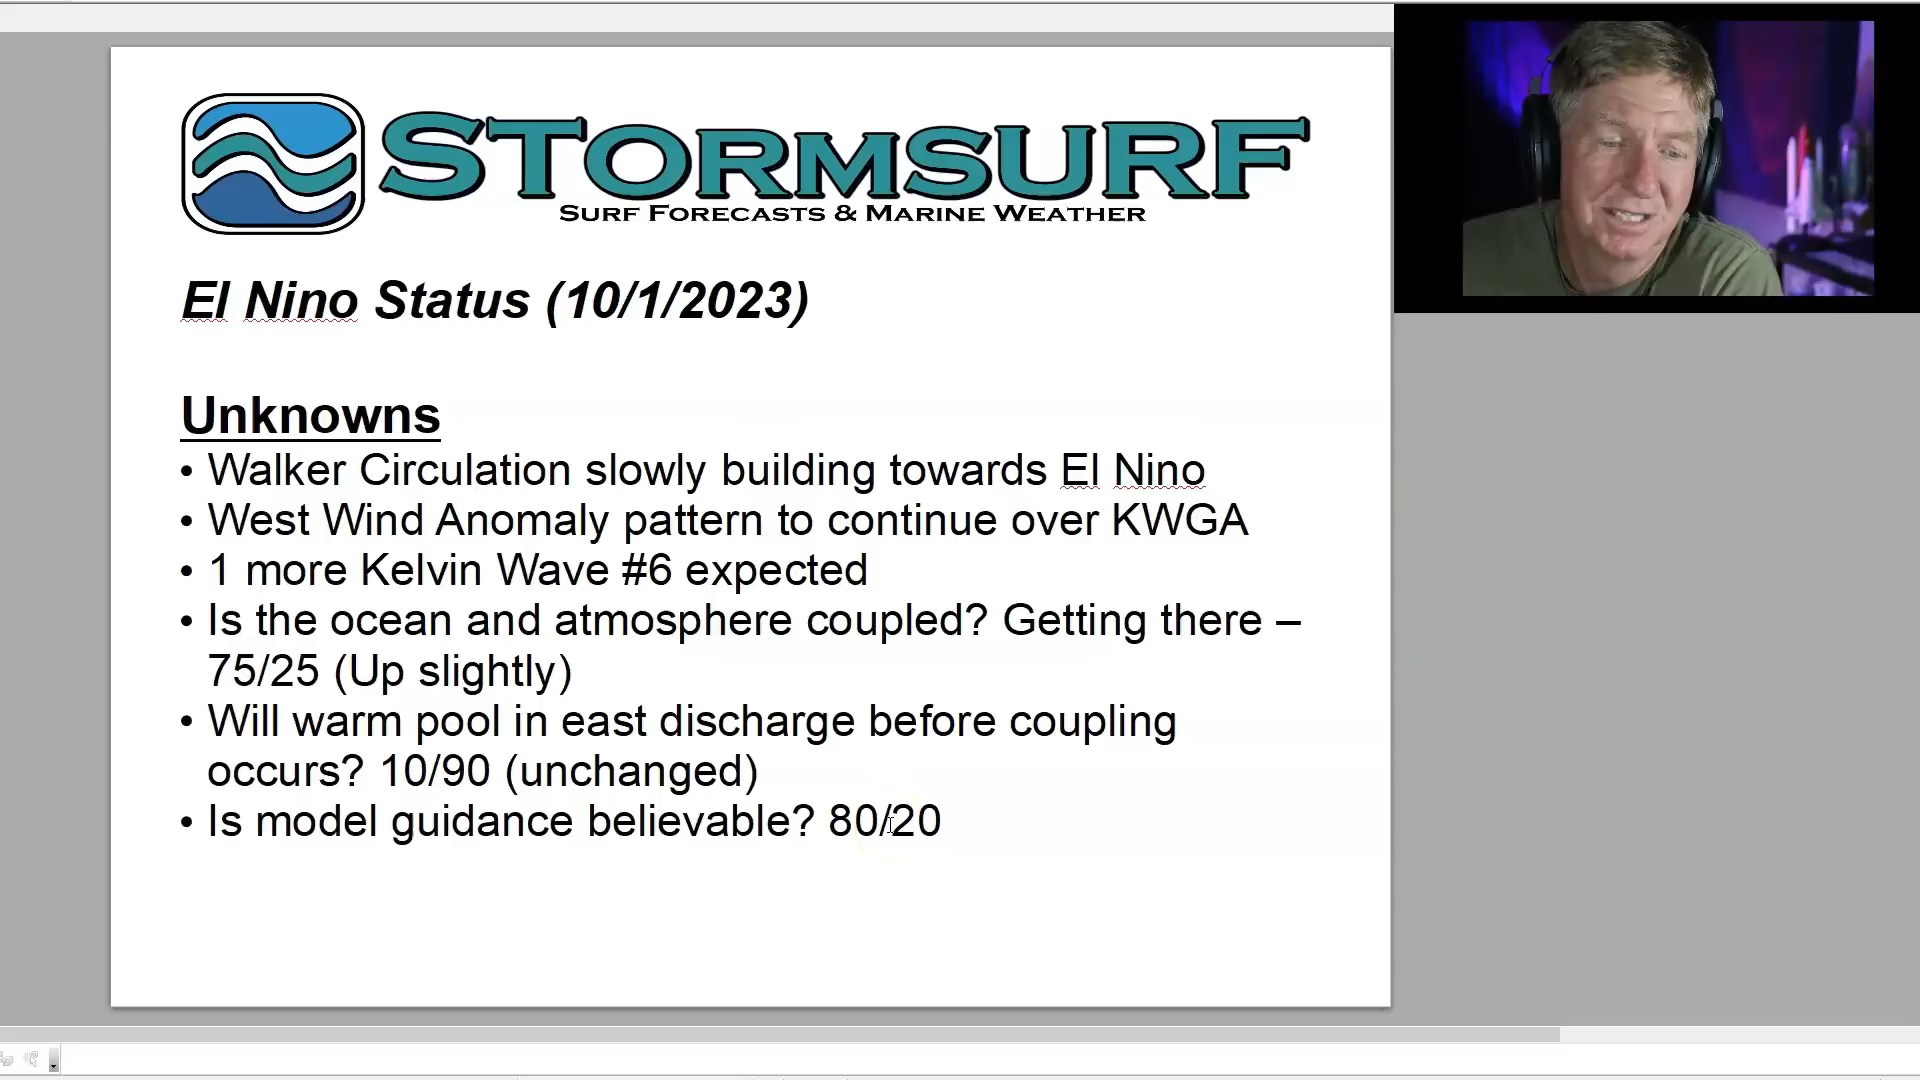 STORMSURF
SURF FORECASTS & MARINE WEATHER
El Nino Status (10/1/2023)
Unknowns
• Walker Circulation slowly building towards El Nino
• West Wind Anomaly pattern to continue over KWGA
• 1 more Kelvin Wave #6 expected
• Is the ocean and atmosphere coupled? Getting there –
75/25 (Up slightly)
• Will warm pool in east discharge before coupling
occurs? 10/90 (unchanged)
• Is model guidance believable? 80/20